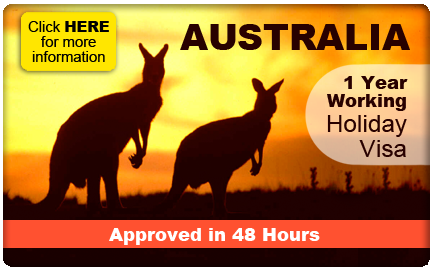 Click HERE
for more
information
AUSTRALIA
1 Year
Working
Holiday
Visa
Approved in 48 Hours